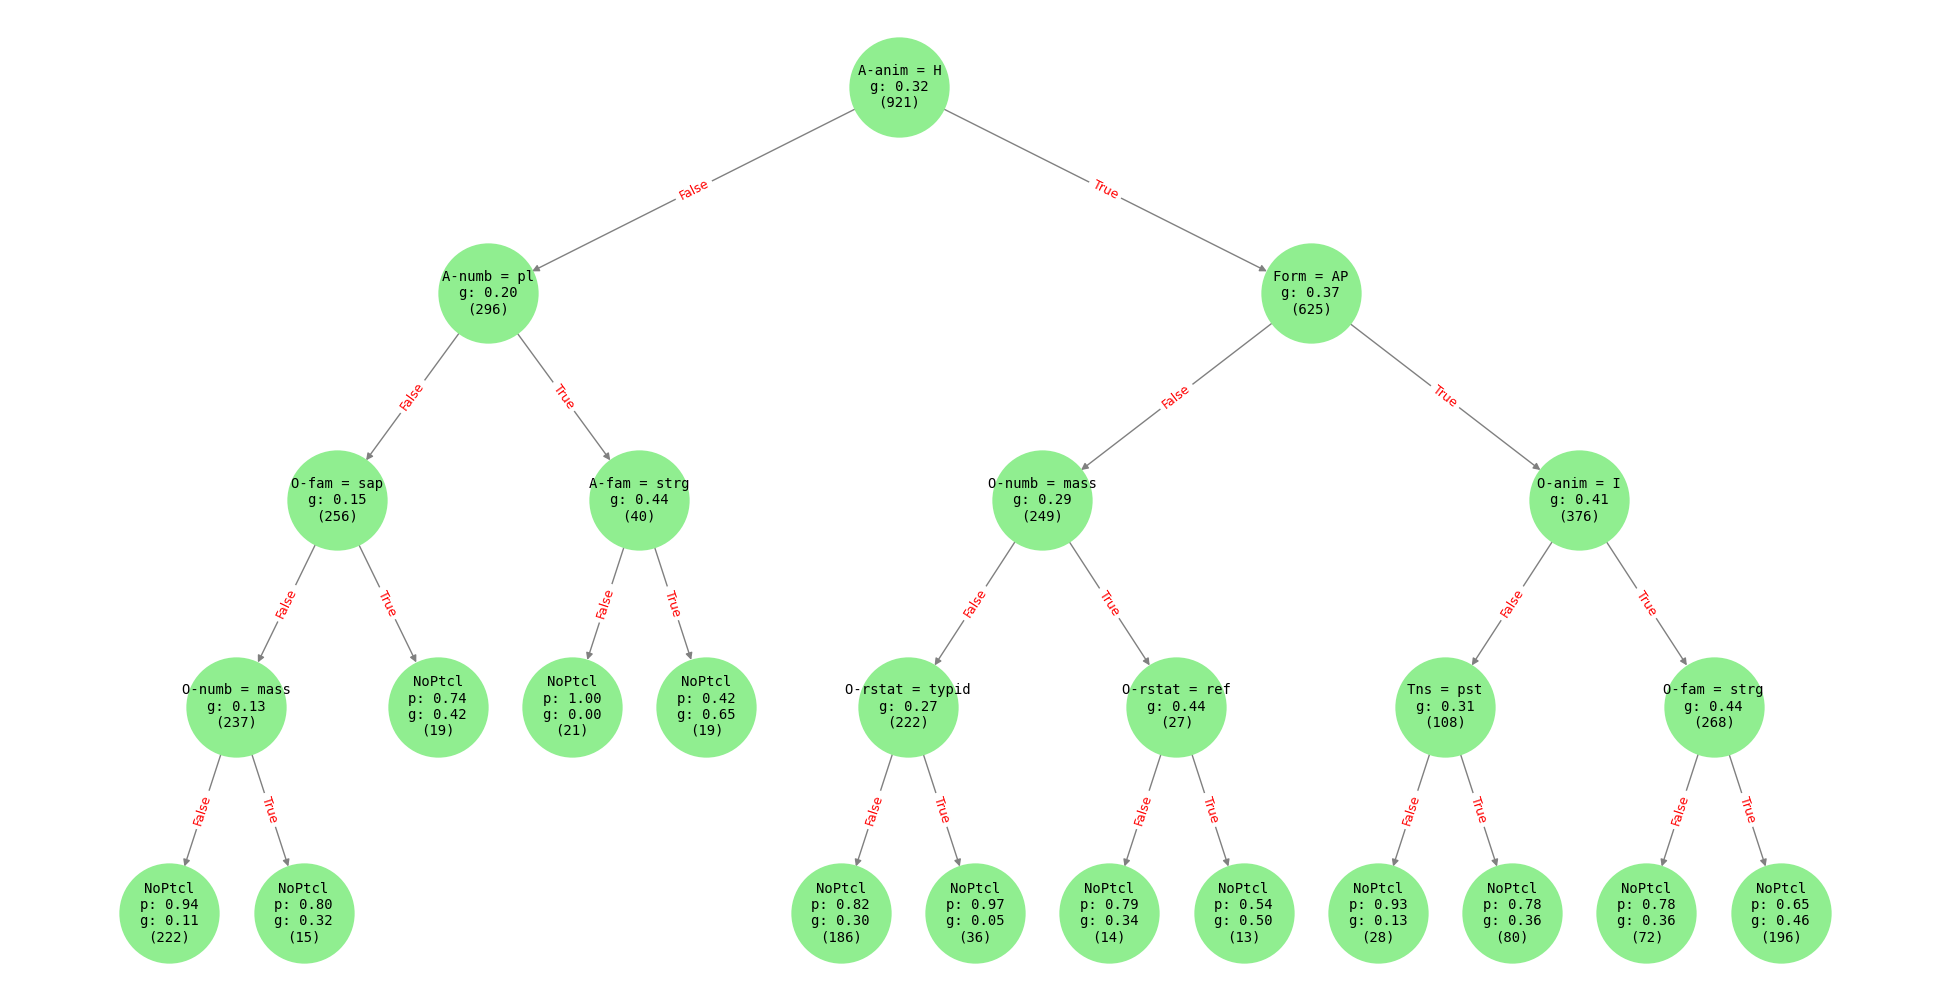 A-anim = H
g: 0.32
(921)
False
True
A-numb = pl
g: 0.20
(296)
Form = AP
g: 0.37
(625)
False
True
False
True
O-fam = sap
g: 0.15
(256)
A-fam = strg
g: 0.44
(40)
O-numb = mass
g: 0.29
(249)
O-anim = I
g: 0.41
(376)
False
True
False
True
False
True
False
True
O-numb = mass
g: 0.13
(237)
NoPtcl
p: 0.74
g: 0.42
(19)
NoPtcl
p: 1.00
g: 0.00
(21)
NoPtcl
p: 0.42
g: 0.65
(19)
O-rstat = typid
g: 0.27
(222)
O-rstat = ref
g: 0.44
(27)
Tns = pst
g: 0.31
(108)
O-fam = strg
g: 0.44
(268)
False
True
False
True
False
True
False
True
False
True
NoPtcl
p: 0.94
g: 0.11
(222)
NoPtcl
p: 0.80
g: 0.32
(15)
NoPtcl
p: 0.82
g: 0.30
(186)
NoPtcl
p: 0.97
g: 0.05
(36)
NoPtcl
p: 0.79
g: 0.34
(14)
NoPtcl
p: 0.54
g: 0.50
(13)
NoPtcl
p: 0.93
g: 0.13
(28)
NoPtcl
p: 0.78
g: 0.36
(80)
NoPtcl
p: 0.78
g: 0.36
(72)
NoPtcl
p: 0.65
g: 0.46
(196)